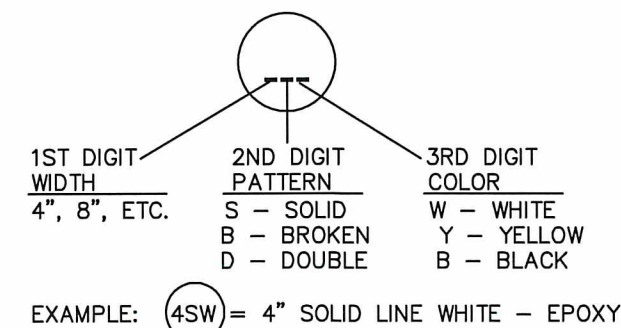 1ST DIGIT 2ND DIGIT 3RD DIGIT
WIDTH PATTERN COLOR
4", 8", ETC. S – SOLID W – WHITE
B – BROKEN Y – YELLOW
D – DOUBLE B – BLACK
EXAMPLE: 4SW = 4" SOLID LINE WHITE – EPOXY